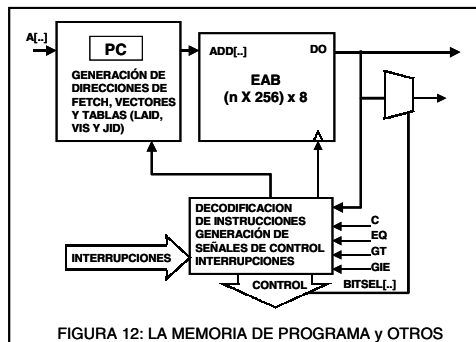 A[..]
PC
GENERACIÓN DE
DIRECCIONES DE
FETCH, VECTORES
Y TABLAS (LAID,
VIS Y JID)
ADD[..]
DO
EAB
(n X 256) x 8
DECODIFICACION
DE INSTRUCCIONES
GENERACIÓN DE
SEÑALES DE CONTROL
INTERRUPCIONES
C
EQ
GT
GIE
INTERRUPCIONES
CONTROL
BITSEL[..]
FIGURA 12: LA MEMORIA DE PROGRAMA y OTROS